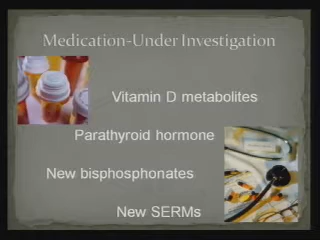 Medication-Under Investigation
Vitamin D metabolites
Parathyroid hormone
New bisphosphonates
New SERMs